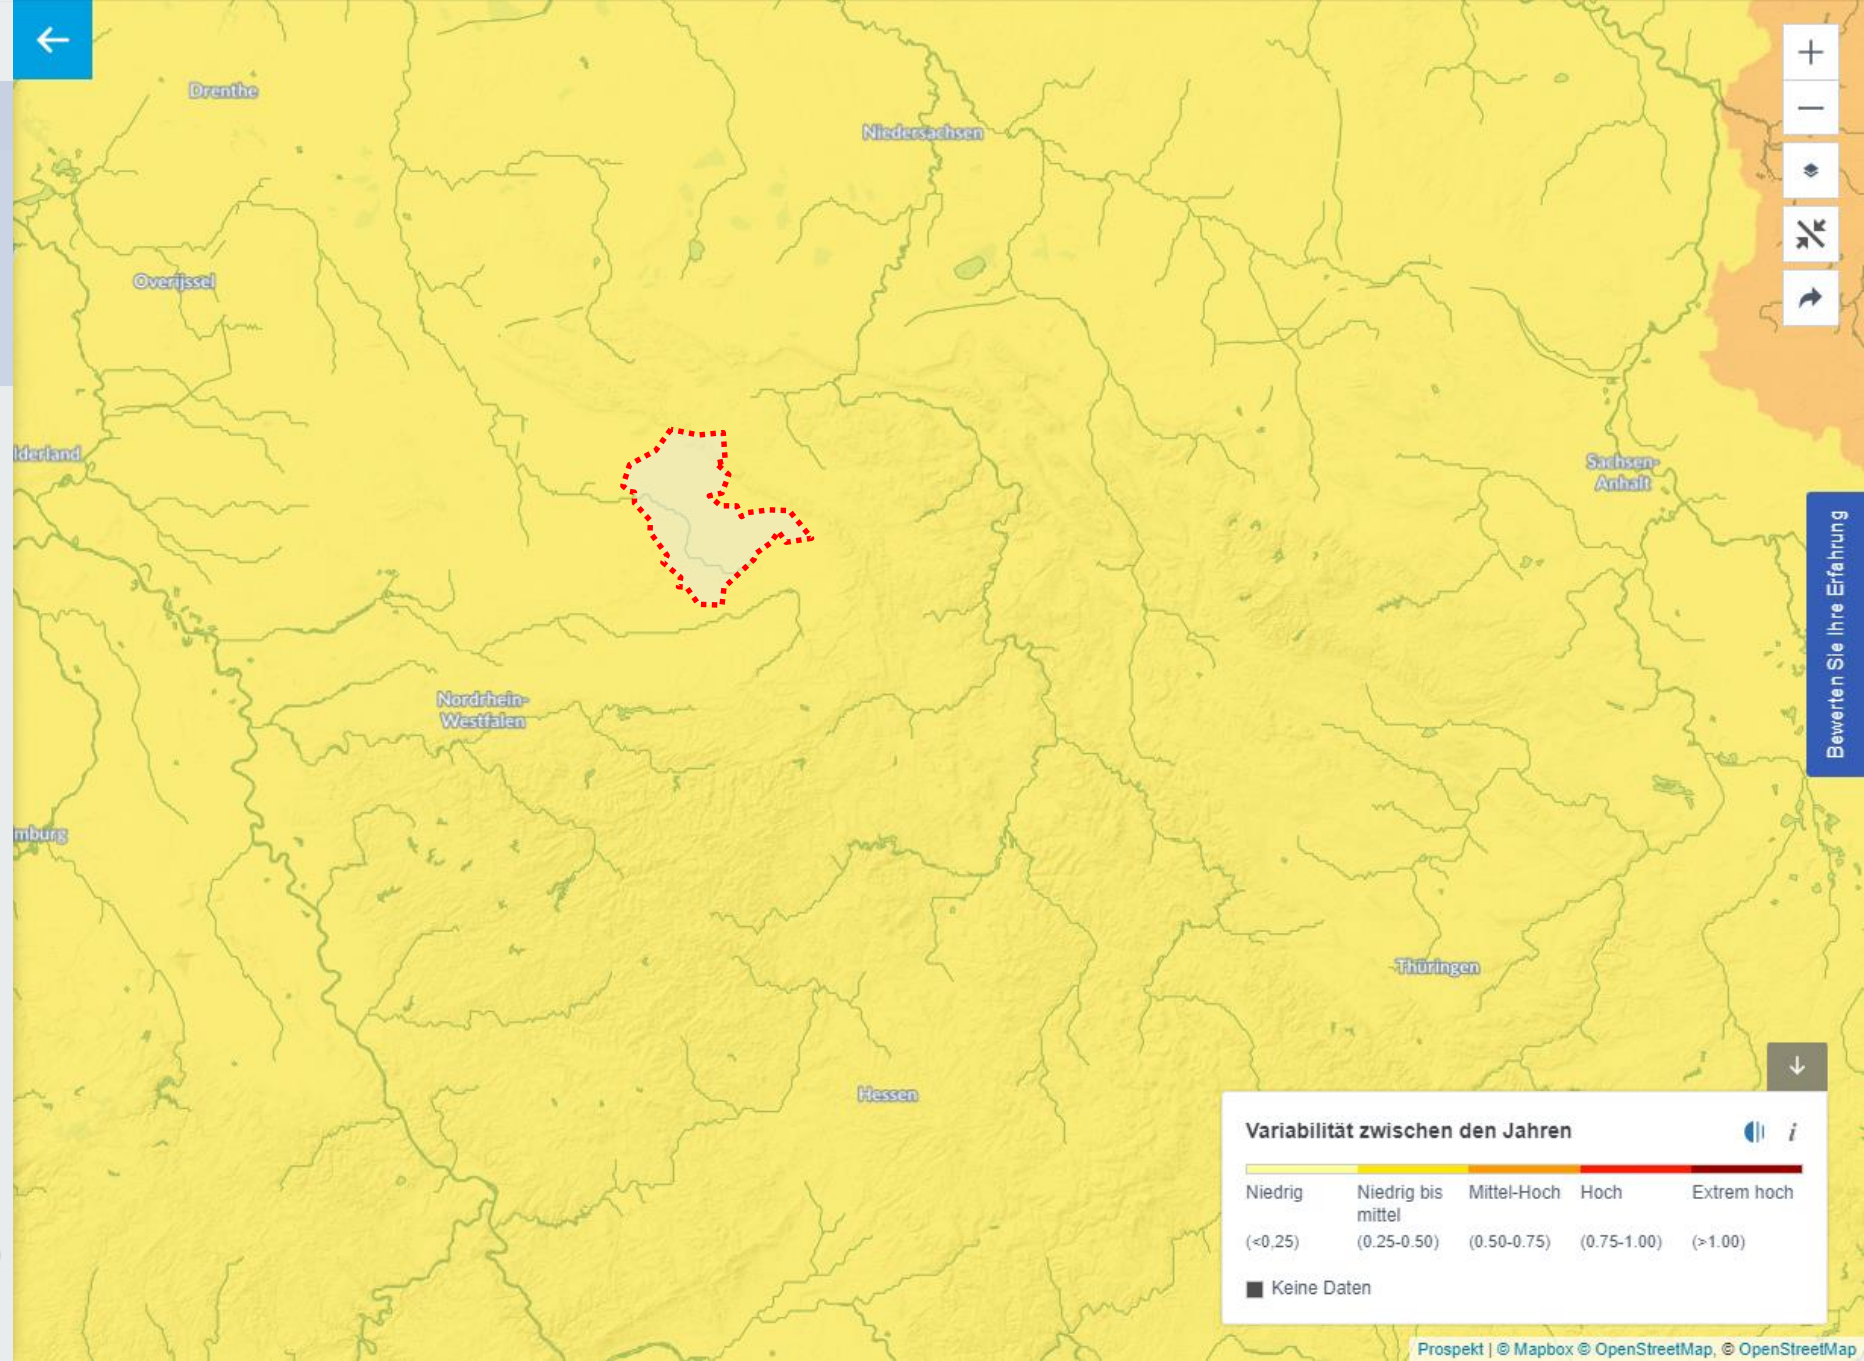 Drenthe
Niedersachsen
Overijssel
lderland
Sachsen-
Anhalt
Bewerten Sie Ihre Erfahrung
Nordrhein-
Westfalen
mburg
Thüringen
Hessen
Variabilität zwischen den Jahren
i
Niedrig
Niedrig bis
mittel
Mittel-Hoch
Hoch
Extrem hoch
(<0,25)
(0.25-0.50)
(0.50-0.75)
(0.75-1.00)
(>1.00)
Keine Daten
Prospekt | © Mapbox © OpenStreetMap, © OpenStreetMap